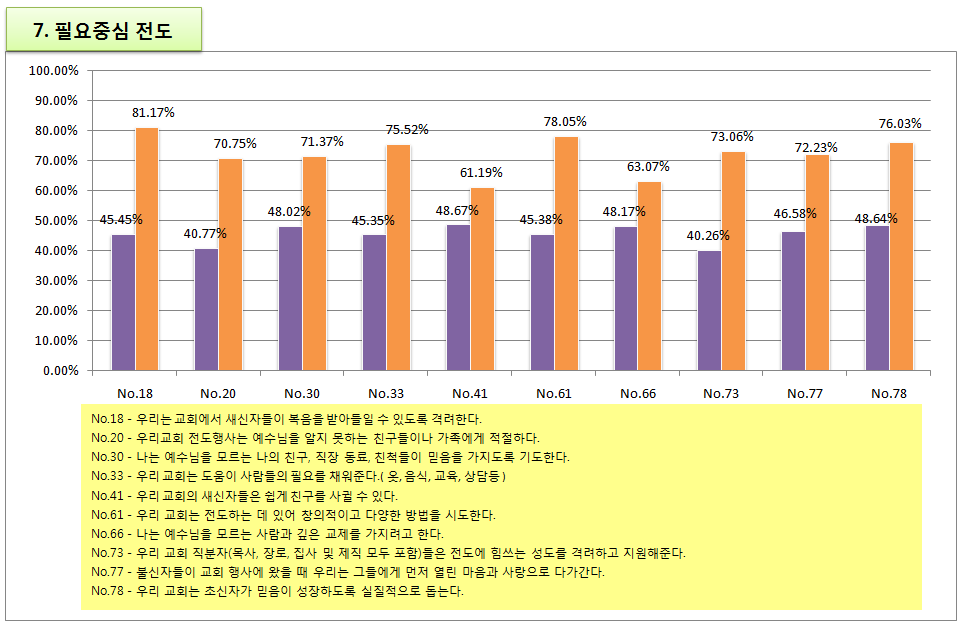 7. 필요중심 전도
100.00%
90.00%
80.00%
70.00%
60.00%
50.00%
40.00%
30.00%
20.00%
10.00%
0.00%
45.45% 81.17% 40.77% 70.75% 48.02% 71.37% 45.35% 75.52% 48.67% 61.19% 45.38% 78.05% 48.17% 63.07% 40.26% 73.06% 46.58% 72.23% 48.64% 76.03%
No.18 No.20 No.30 No.33 No.41 No.61 No.66 No.73 No.77 No.78
No.18 - 우리는 교회에서 새신자들이 복음을 받아들일 수 있도록 격려한다.
No.20 - 우리교회 전도행사는 예수님을 알지 못하는 친구들이나 가족에게 적절하다.
No.30 - 나는 예수님을 모르는 나의 친구, 직장 동료, 친척들이 믿음을 가지도록 기도한다.
No.33 - 우리 교회는 도움이 사람들의 필요를 채워준다.( 옷, 음식, 교육, 상담등 )
No.41 - 우리 교회의 새신자들은 쉽게 친구를 사귈 수 있다.
No.61 - 우리 교회는 전도하는 데 있어 창의적이고 다양한 방법을 시도한다.
No.66 - 나는 예수님을 모르는 사람과 깊은 교제를 가지려고 한다.
No.73 - 우리 교회 직분자(목사, 장로, 집사 및 제직 모두 포함)들은 전도에 힘쓰는 성도를 격려하고 지원해준다.
No.77 - 불신자들이 교회 행사에 왔을 때 우리는 그들에게 먼저 열린 마음과 사랑으로 다가간다.
No.78 - 우리 교회는 초신자가 믿음이 성장하도록 실질적으로 돕는다.